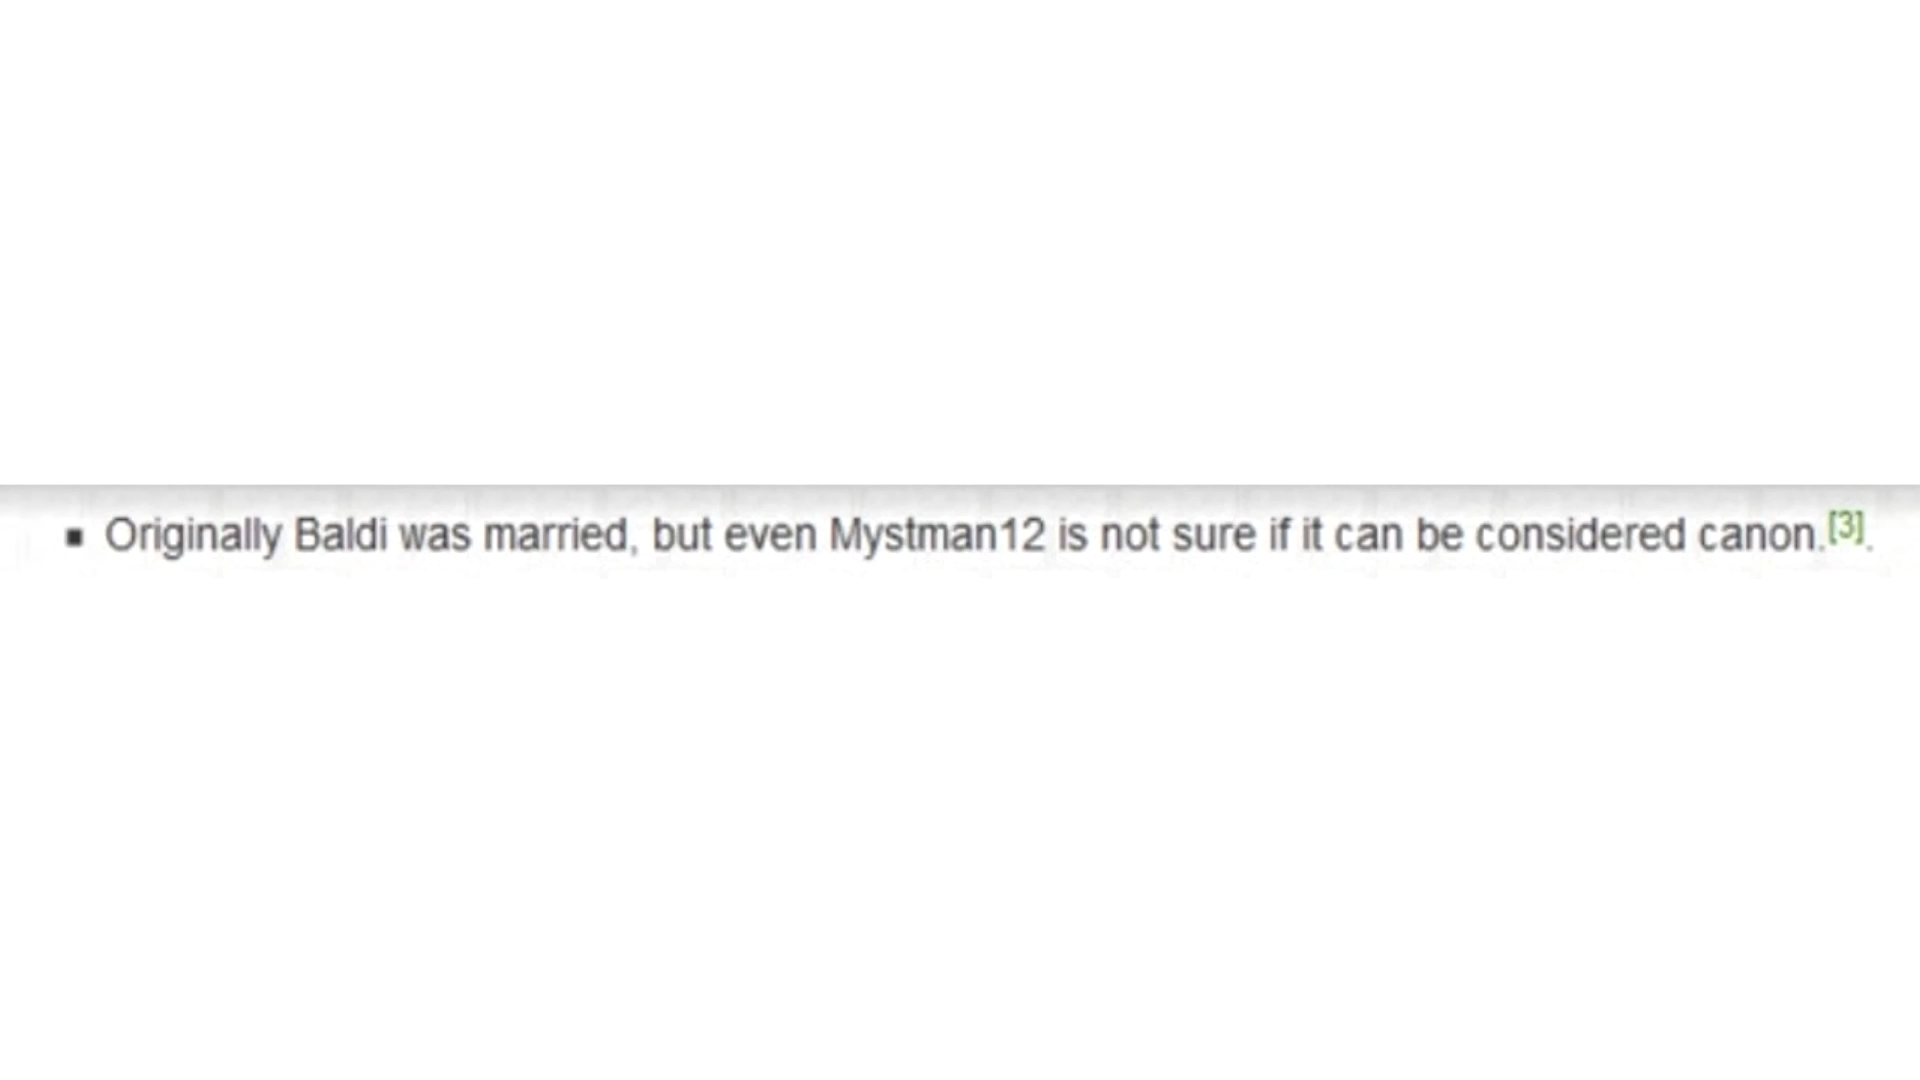 ▪ Originally Baldi was married, but even Mystman12 is not sure if it can be considered canon.[3].